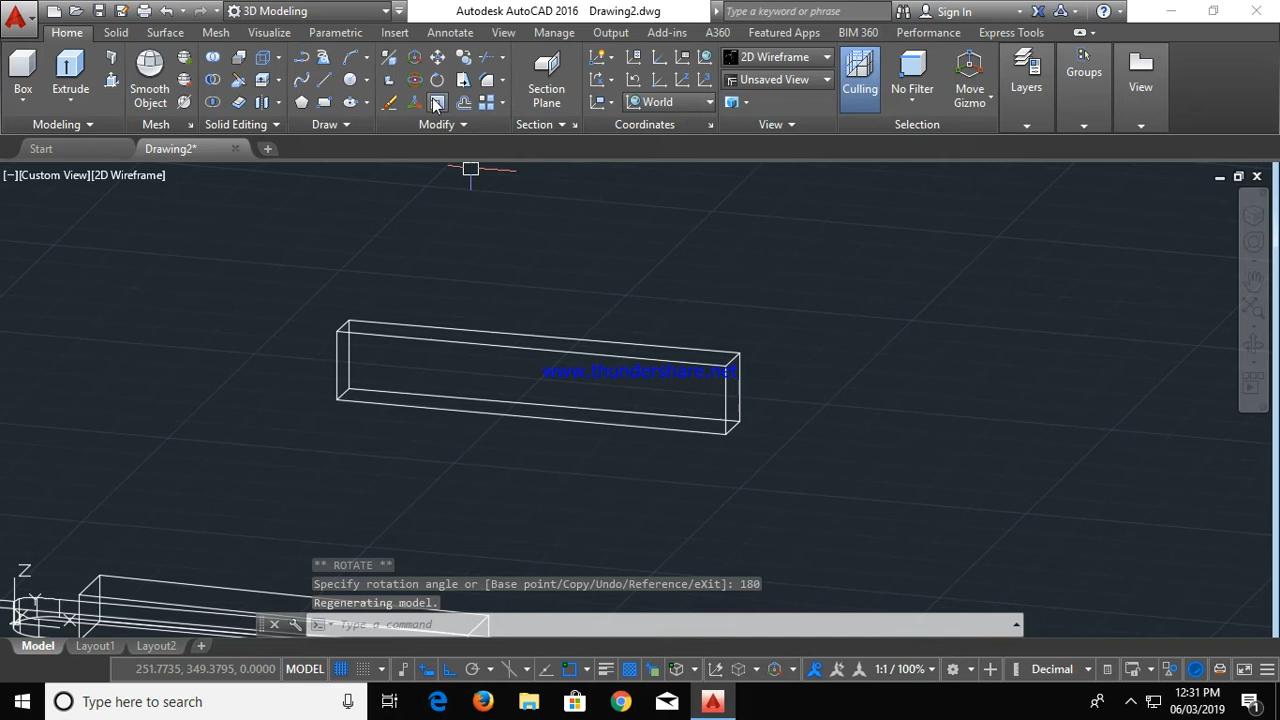 3D Modeling
Autodesk AutoCAD 2016 Drawing2.dwg
Type a keyword or phrase
Sign In
Home Solid Surface Mesh Visualize Parametric Insert Annotate View Manage Output Add-ins A360 Featured Apps BIM 360 Performance Express Tools
Box
Extrude
Smooth
Object
Section
Plane
2D Wireframe
Unsaved View
World
Culling
No Filter
Move
Gizmo
Layers
Groups
View
Modeling
Mesh
Solid Editing
Draw
Modify
Section
Coordinates
View
Selection
Start
Drawing2*
[−][Custom View][2D Wireframe]
www.thundershare.net
** ROTATE **
Specify rotation angle or [Base point/Copy/Undo/Reference/eXit]: 180
Regenerating model.
Type a command
Z
Y
X
Model Layout1 Layout2
251.7735, 349.3795, 0.0000 MODEL
1:1 / 100%
Decimal
Type here to search
12:31 PM
06/03/2019